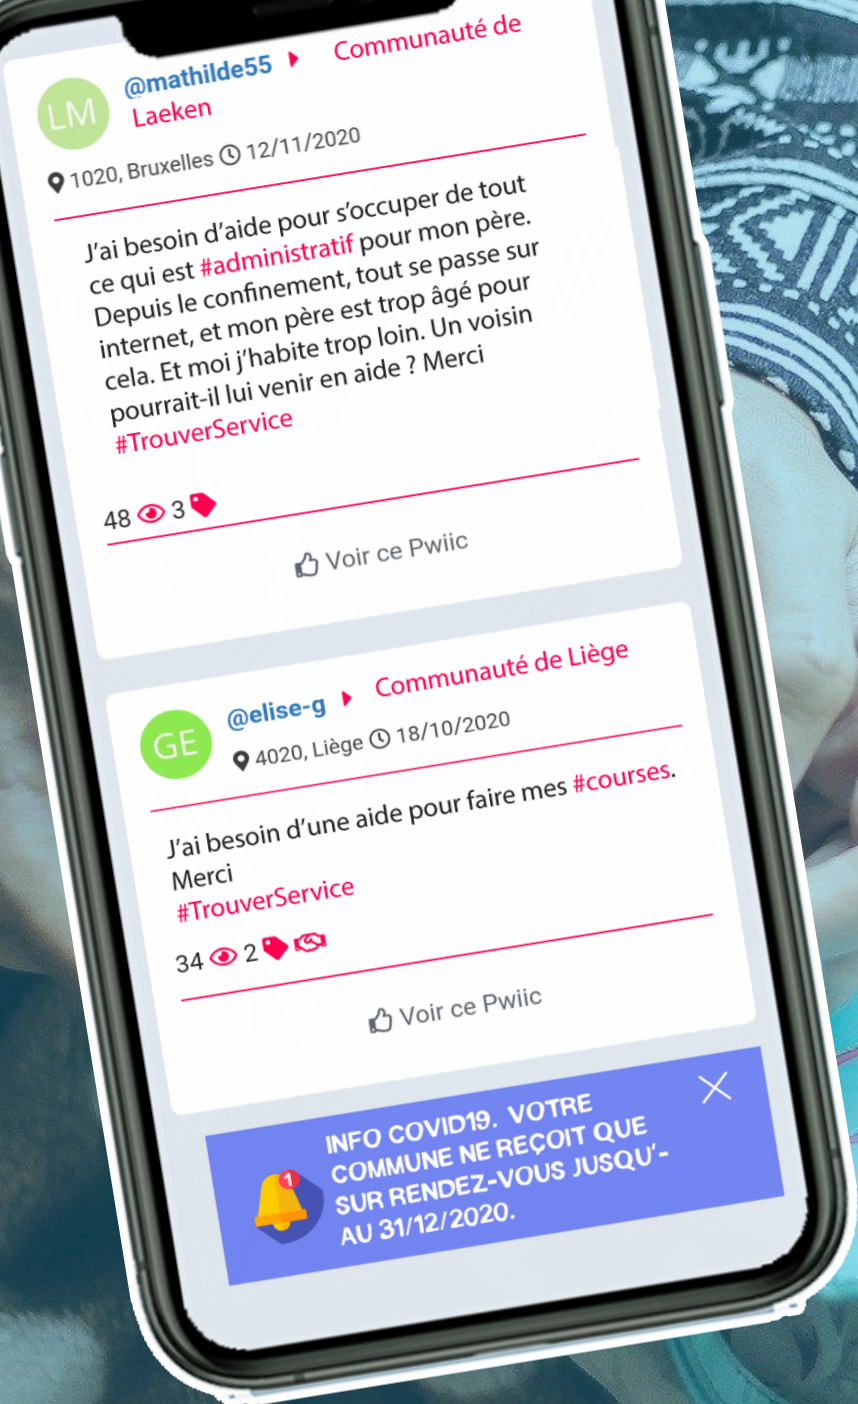 LM
@mathilde55 Communauté de
Laeken
1020, Bruxelles 12/11/2020
J’ai besoin d’aide pour s’occuper de tout
ce qui est #administratif pour mon père.
Depuis le confinement, tout se passe sur
internet, et mon père est trop âgé pour
cela. Et moi j’habite trop loin. Un voisin
pourrait-il lui venir en aide ? Merci
#TrouverService
48 3
Voir ce Pwiic
GE
@elise-g Communauté de Liège
4020, Liège 18/10/2020
J’ai besoin d’une aide pour faire mes #courses.
Merci
#TrouverService
34 2
Voir ce Pwiic
1
INFO COVID19. VOTRE
COMMUNE NE REÇOIT QUE
SUR RENDEZ-VOUS JUSQU’-
AU 31/12/2020.